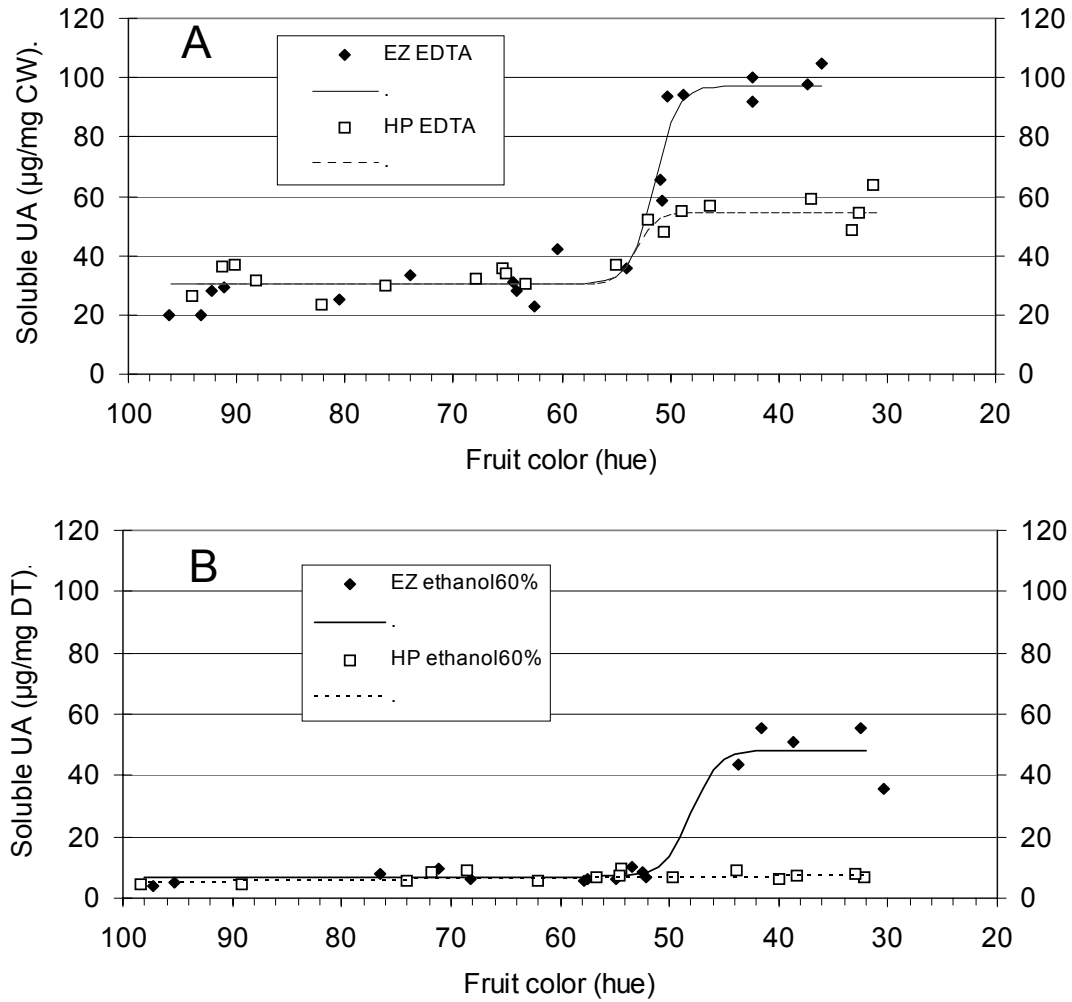 A
EZ EDTA
.
HP EDTA
.
Soluble UA (µg/mg CW).
120 120
100 100
80 80
60 60
40 40
20 20
0 0
100 90 80 70 60 50 40 30 20
Fruit color (hue)
B
EZ ethanol60%
.
HP ethanol60%
.
Soluble UA (µg/mg DT).
120 120
100 100
80 80
60 60
40 40
20 20
0 0
100 90 80 70 60 50 40 30 20
Fruit color (hue)